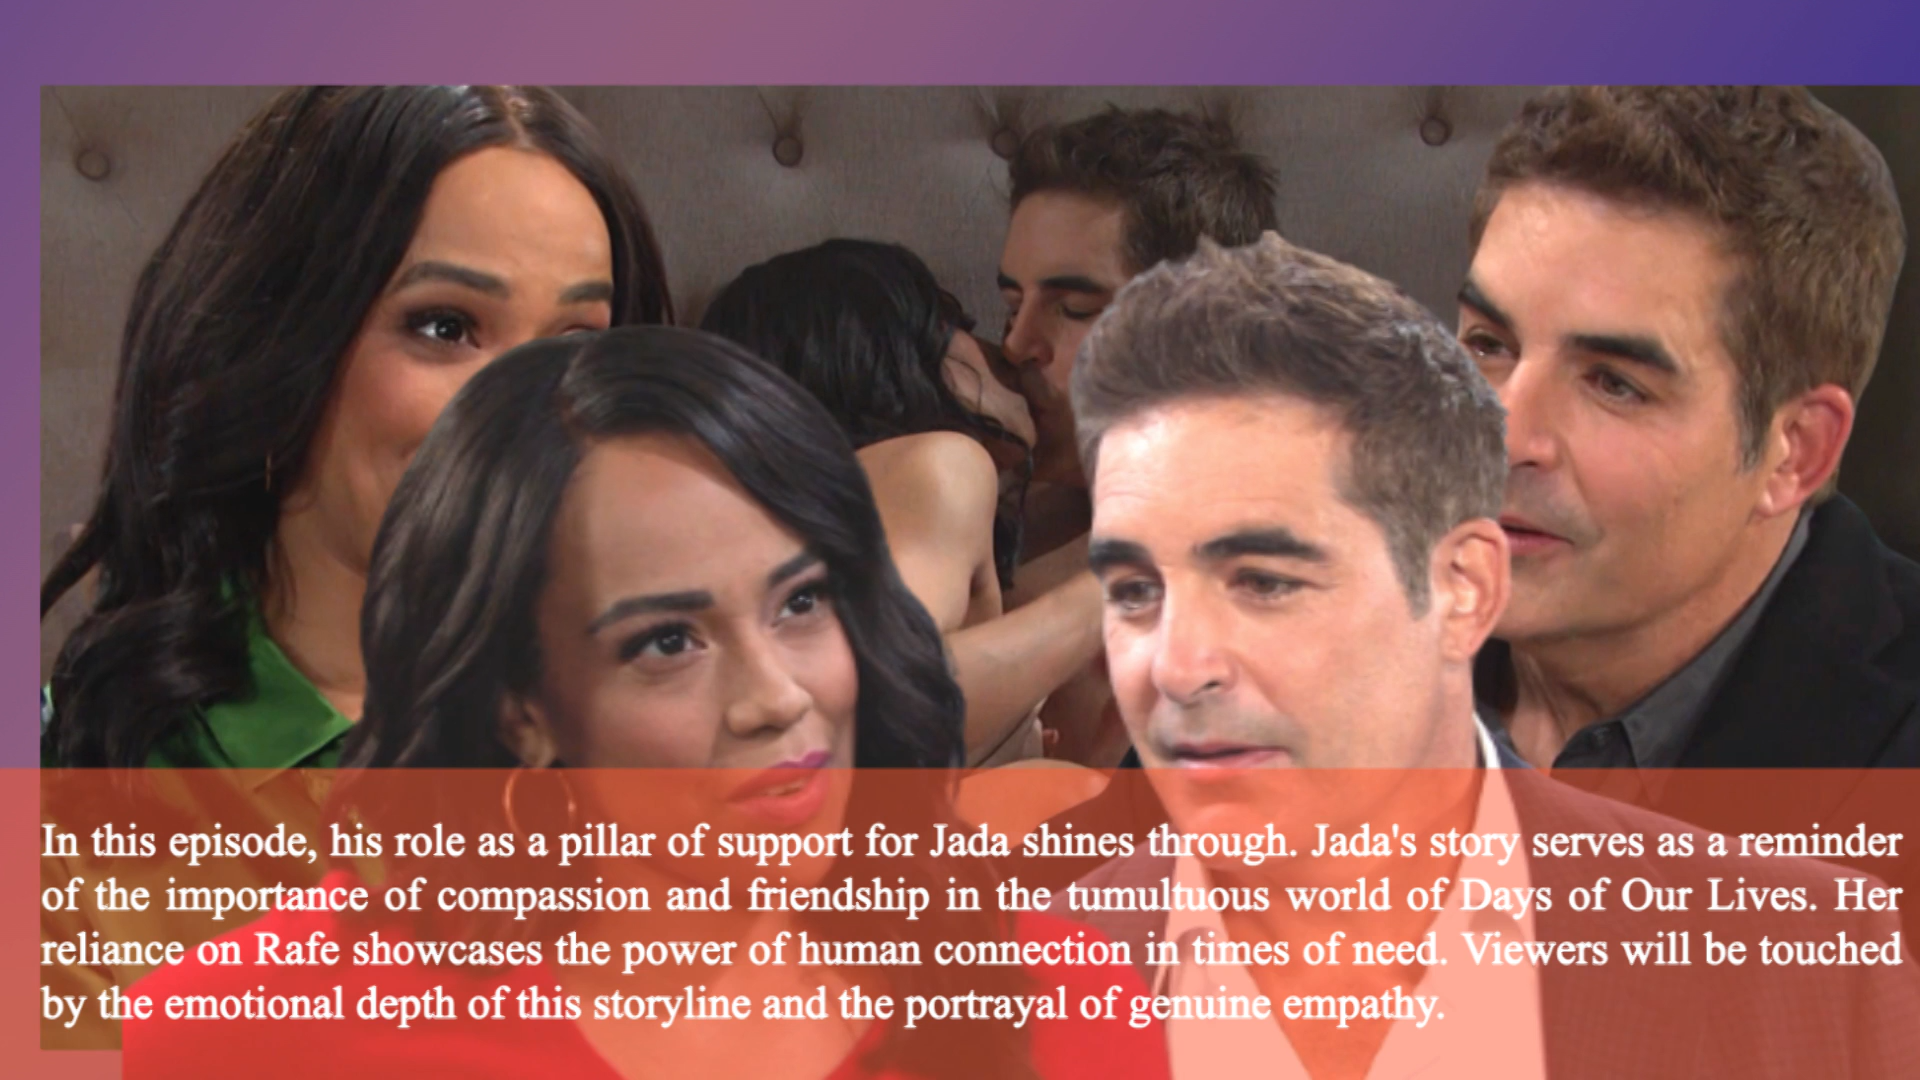 In this episode, his role as a pillar of support for Jada shines through. Jada's story serves as a reminder
of the importance of compassion and friendship in the tumultuous world of Days of Our Lives. Her
reliance on Rafe showcases the power of human connection in times of need. Viewers will be touched
by the emotional depth of this storyline and the portrayal of genuine empathy.